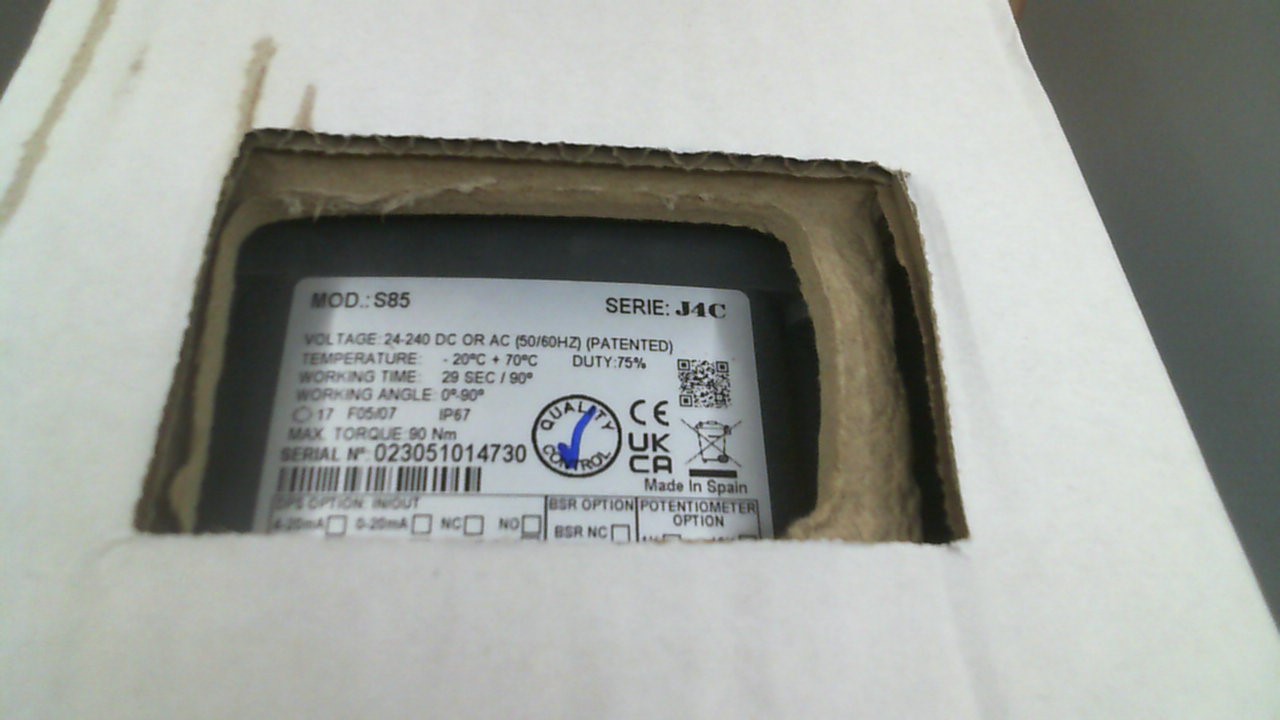 MOD.: S85
SERIE: J4C
VOLTAGE: 24-240 DC OR AC (50/60HZ) (PATENTED)
TEMPERATURE: - 20ºC + 70ºC DUTY:75%
WORKING TIME: 29 SEC / 90º
WORKING ANGLE: 0º-90º
17 F05/07 IP67
MAX. TORQUE: 90 Nm
SERIAL Nº: 023051014730
QUALITY CONTROL
CE
UK
CA
Made In Spain
DPS OPTION: IN/OUT
4-20mA 0-20mA NC NO
BSR OPTION
BSR NC
POTENTIOMETER
OPTION